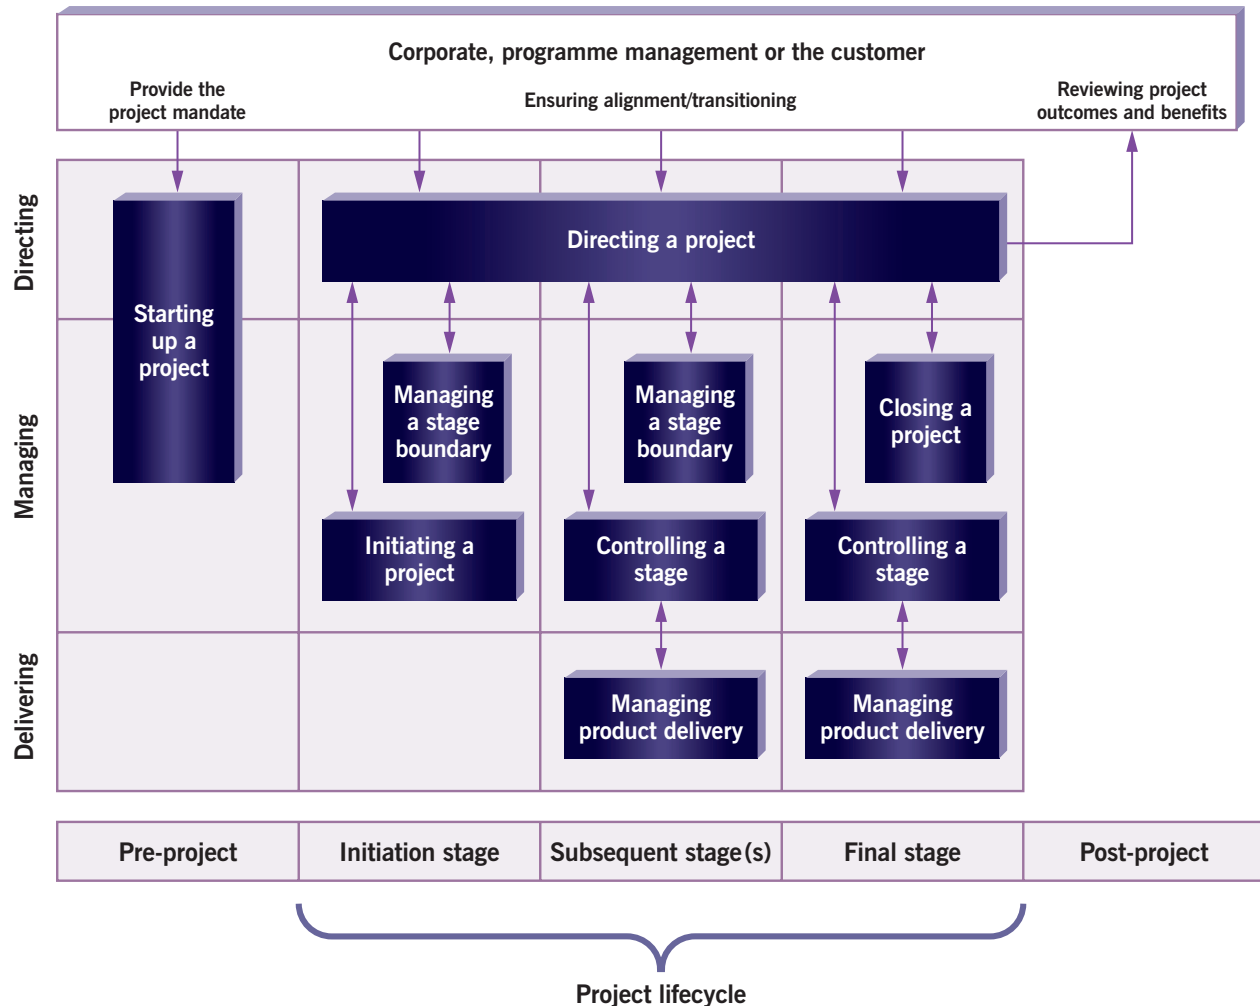 Corporate, programme management or the customer
Provide the
project mandate
Ensuring alignment/transitioning
Reviewing project
outcomes and benefits
Directing
Directing a project
Starting
up a
project
Managing
Managing
a stage
boundary
Managing
a stage
boundary
Closing a
project
Initiating a
project
Controlling a
stage
Controlling a
stage
Delivering
Managing
product delivery
Managing
product delivery
Pre-project
Initiation stage
Subsequent stage(s)
Final stage
Post-project
Project lifecycle